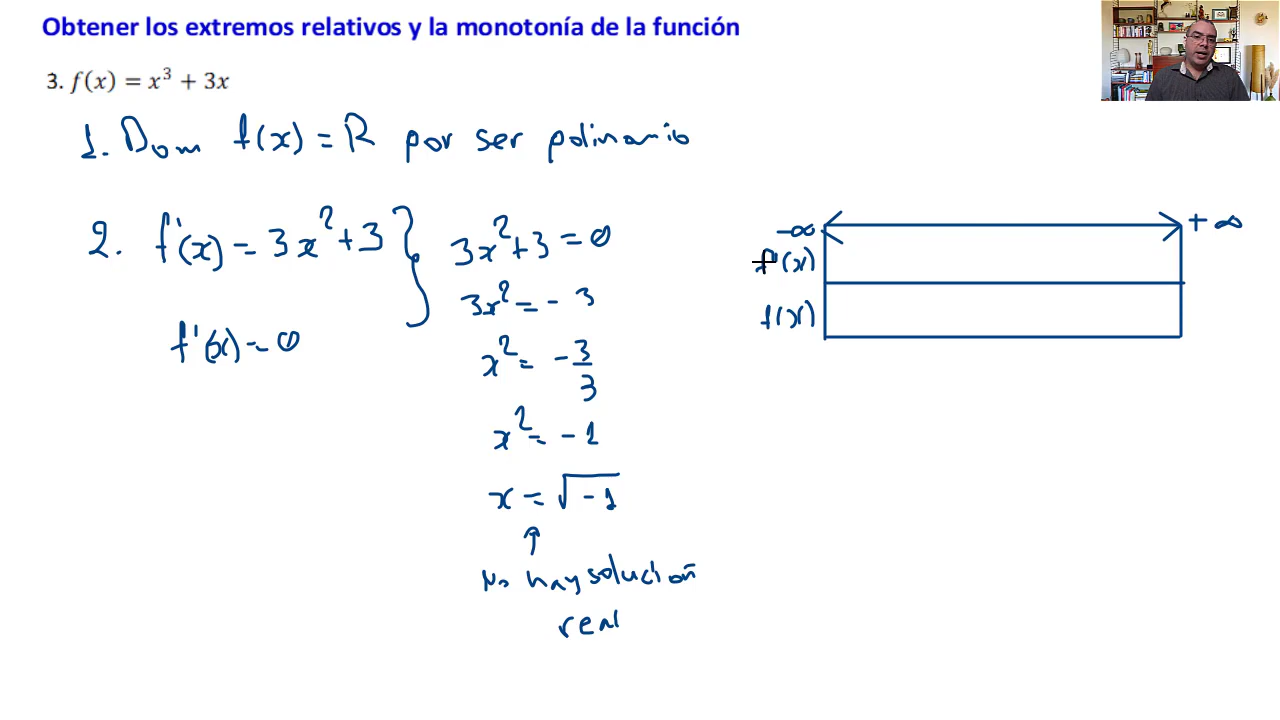 Obtener los extremos relativos y la monotonía de la función
3. f(x) = x³ + 3x
1. Dom f(x) = R por ser polinomio
2. f'(x) = 3x² + 3
f'(x) = 0
3x² + 3 = 0
3x² = - 3
x² = - 3/3
x² = - 1
x = √-1
↑
No hay solución
real
-∞ +∞
f'(x)
f(x)